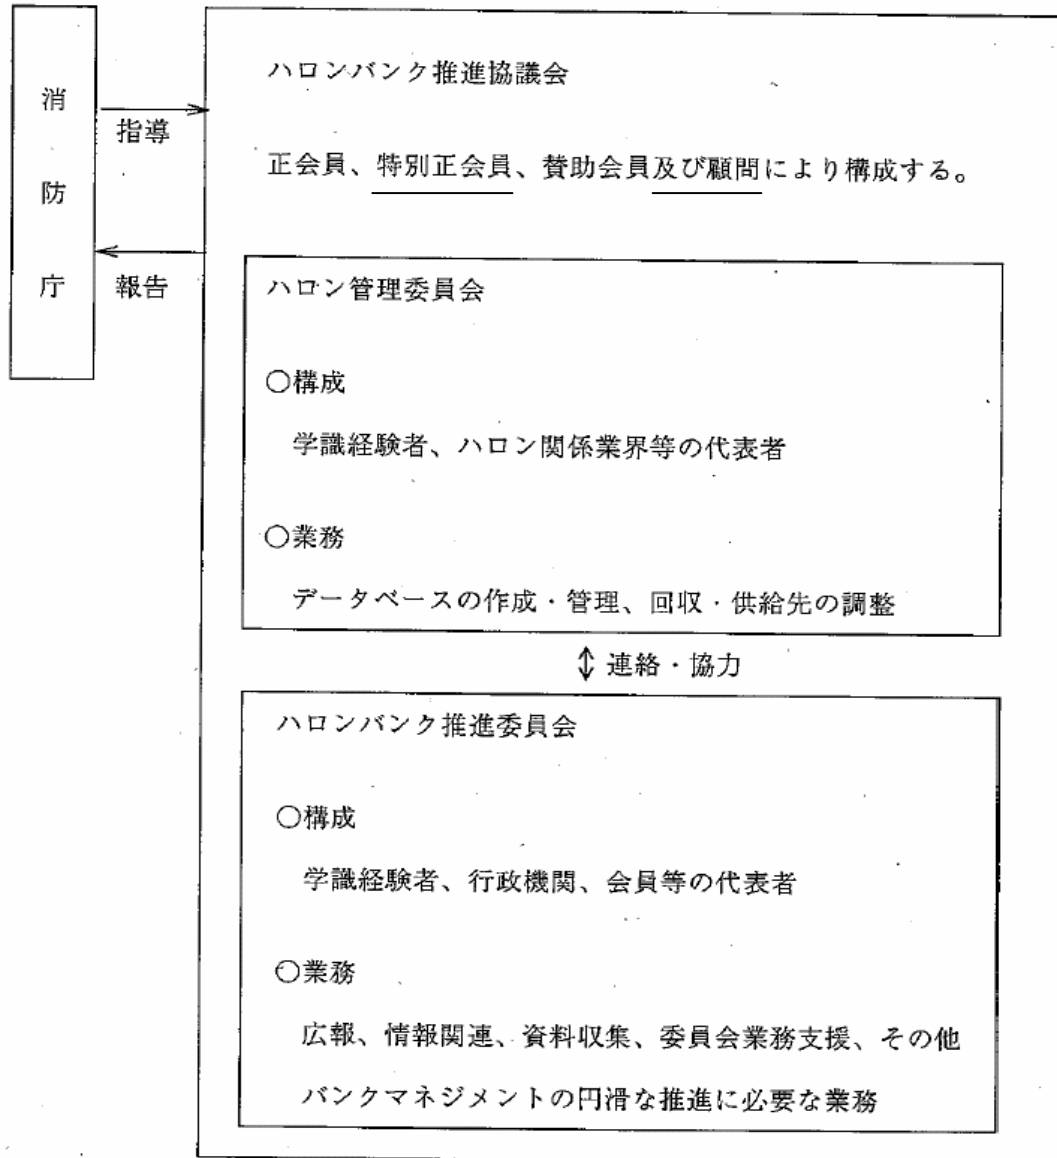 消防庁
指導
報告
ハロンバンク推進協議会
正会員、特別正会員、賛助会員及び顧問により構成する。
ハロン管理委員会
○構成
学識経験者、ハロン関係業界等の代表者
○業務
データベースの作成・管理、回収・供給先の調整
連絡・協力
ハロンバンク推進委員会
○構成
学識経験者、行政機関、会員等の代表者
○業務
広報、情報関連、資料収集、委員会業務支援、その他
バンクマネジメントの円滑な推進に必要な業務